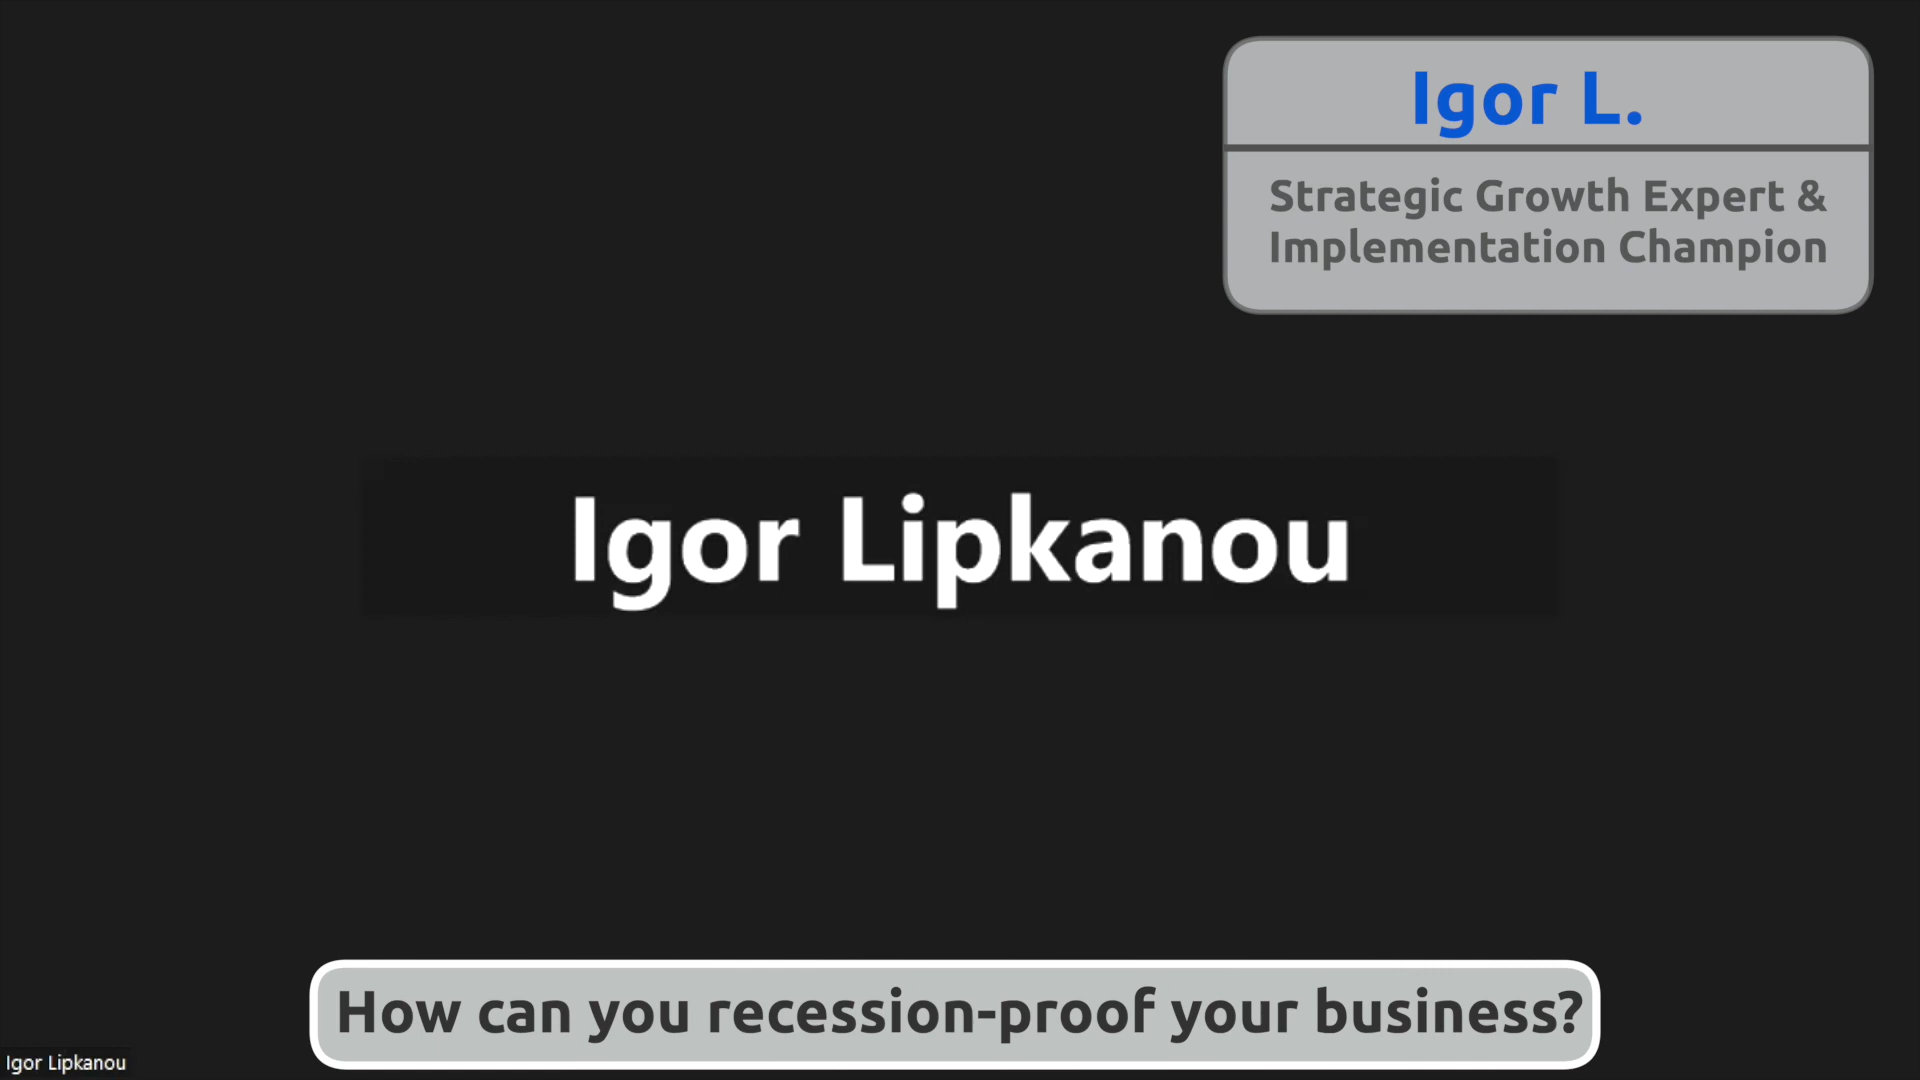 Igor L.
Strategic Growth Expert &
Implementation Champion
Igor Lipkanou
How can you recession-proof your business?
Igor Lipkanou